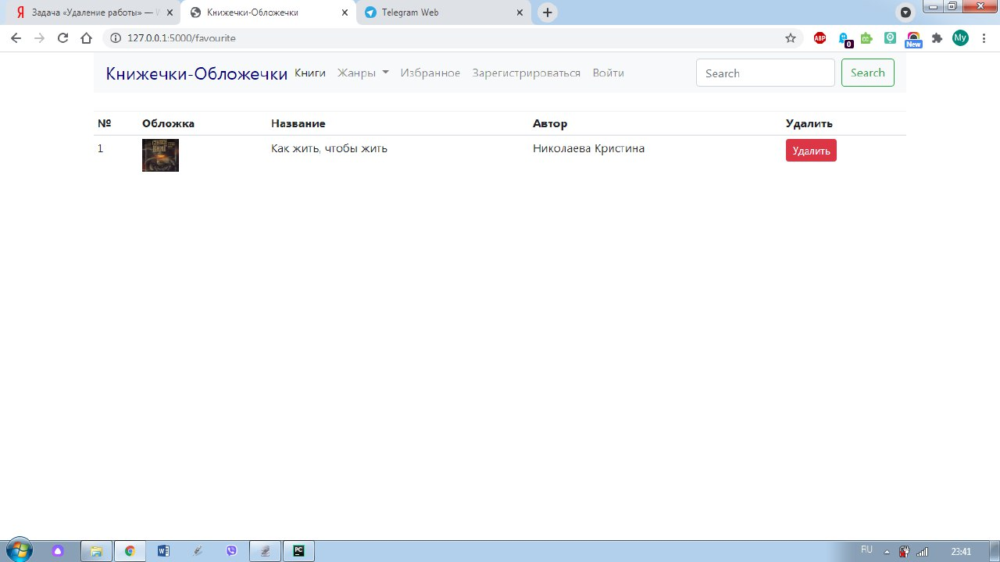 Я Задача «Удаление работы» —
Книжечки-Обложечки
Telegram Web
127.0.0.1:5000/favourite
ABP
0
cc
New
My
Книжечки-Обложечки Книги Жанры Избранное Зарегистрироваться Войти Search Search
№ Обложка Название Автор Удалить
1 Как жить, чтобы жить Николаева Кристина Удалить
W
PC
RU
23:41